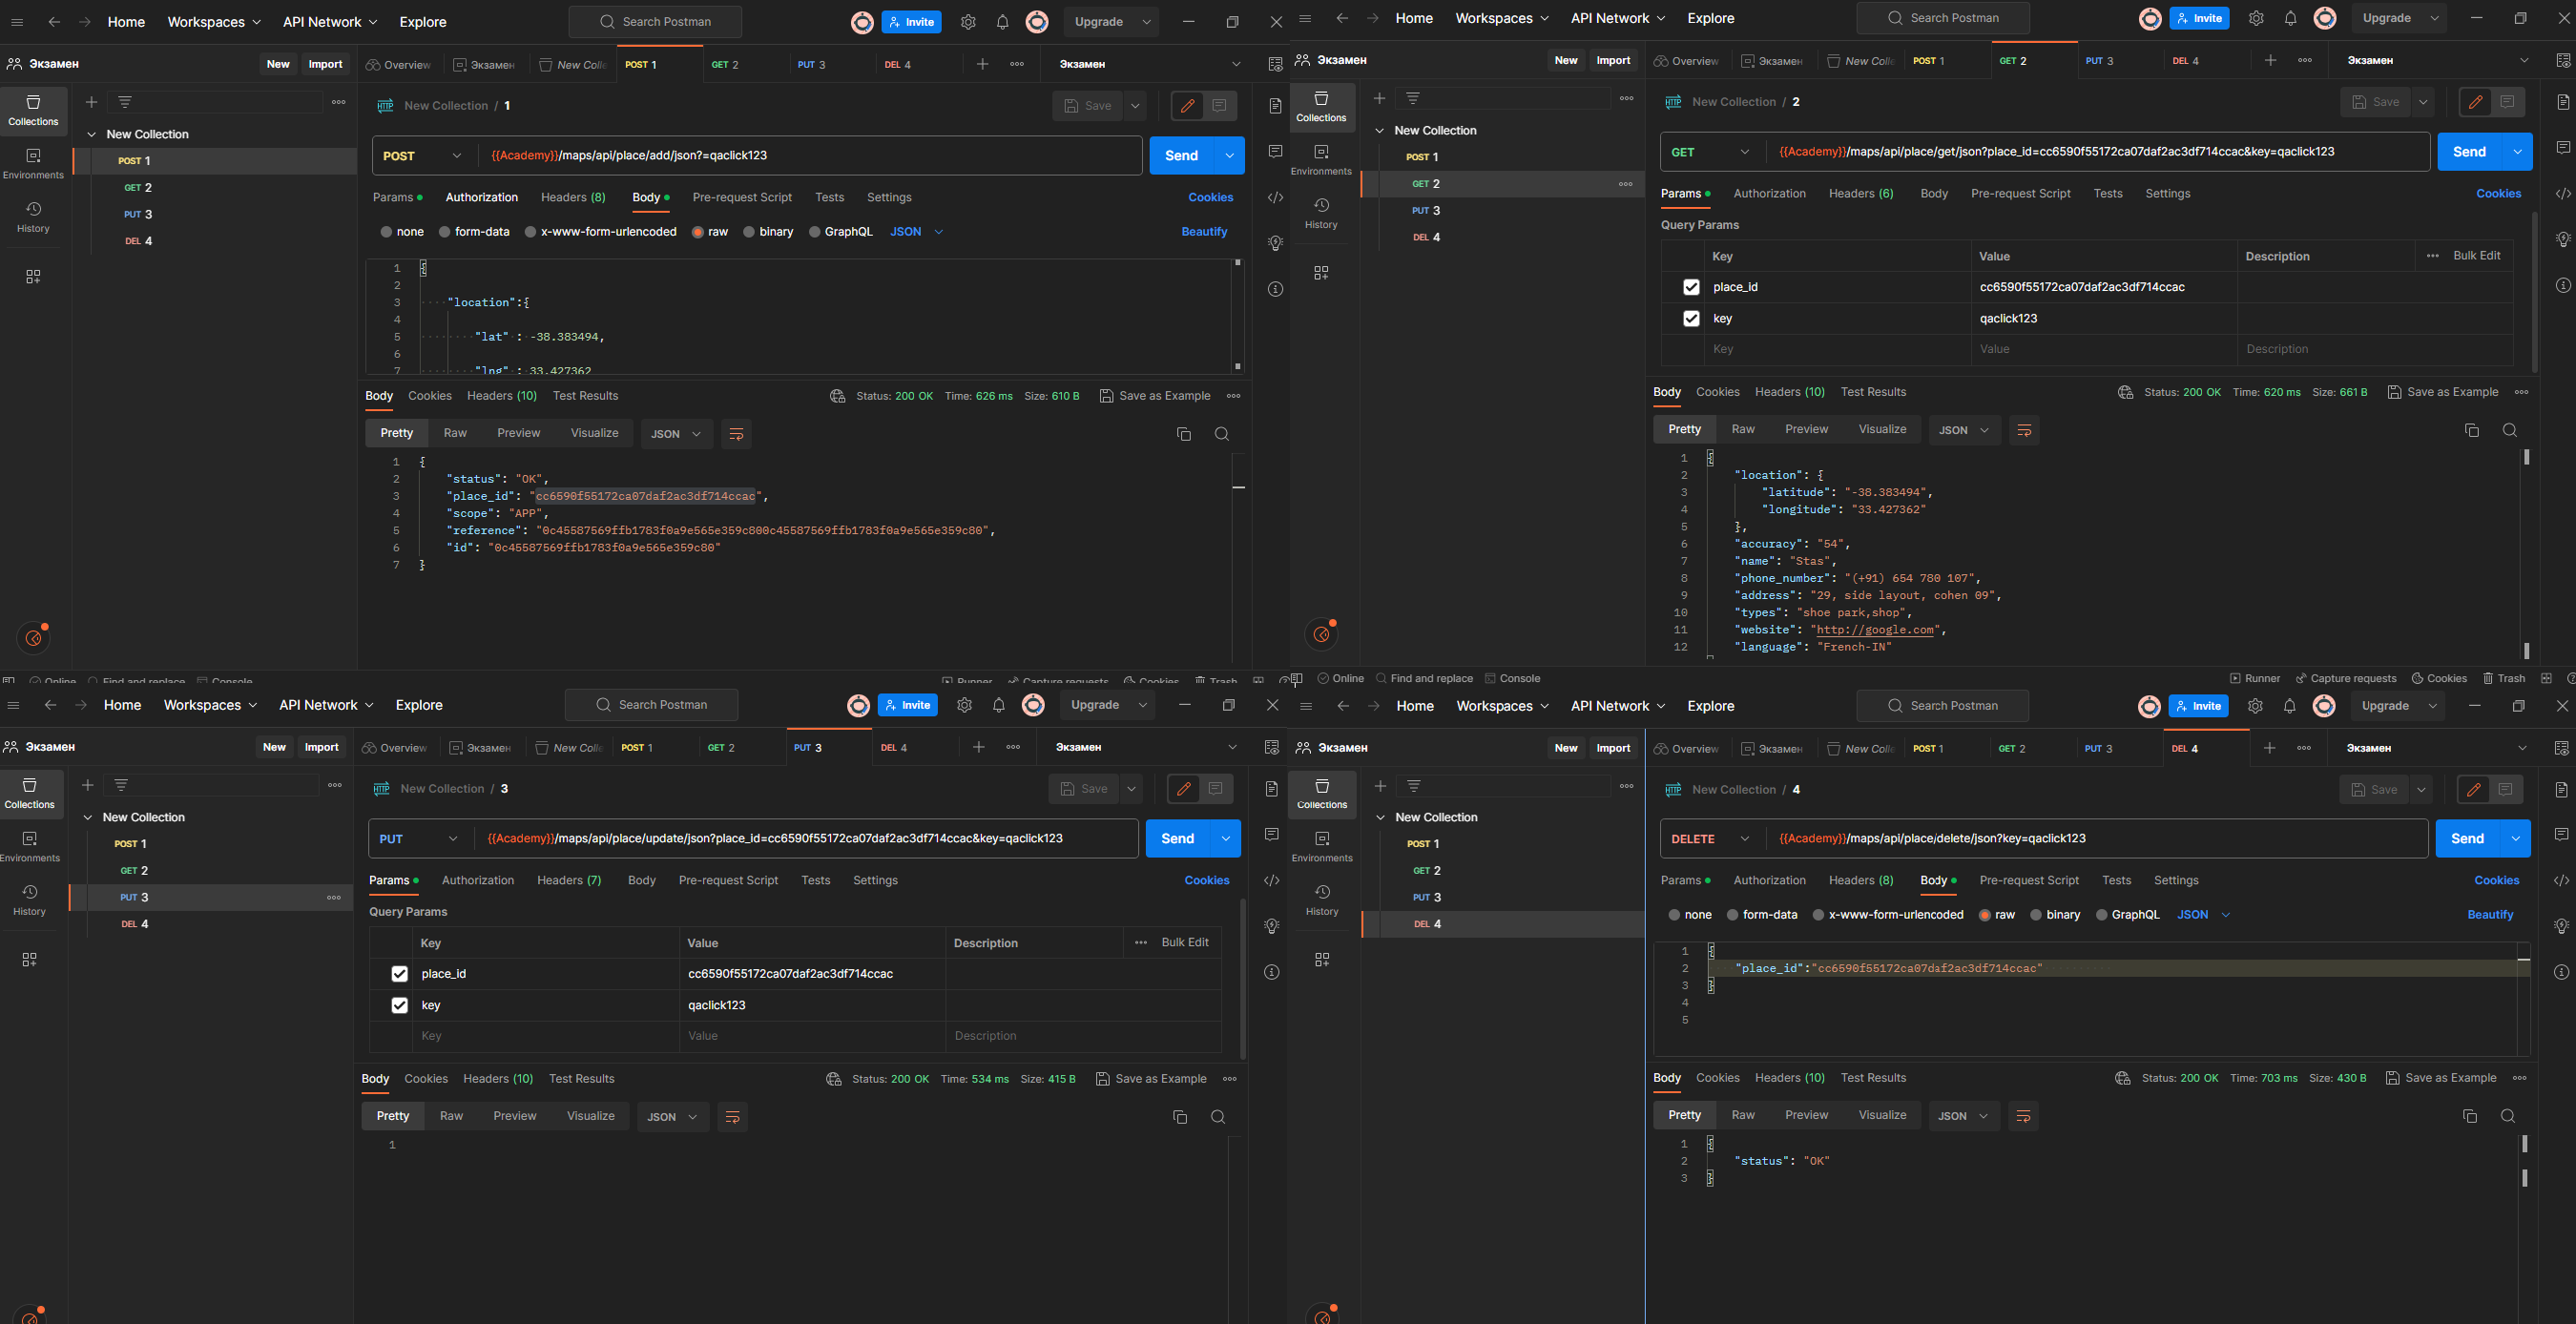 Home Workspaces API Network Explore Search Postman Invite Upgrade
Экзамен New Import Overview Экзамен New Coll POST 1 GET 2 PUT 3 DEL 4 Экзамен
Collections
Environments
History
New Collection
POST 1
GET 2
PUT 3
DEL 4
HTTP New Collection / 1 Save
POST {{Academy}}/maps/api/place/add/json?=qaclick123 Send
Params Authorization Headers (8) Body Pre-request Script Tests Settings Cookies
none form-data x-www-form-urlencoded raw binary GraphQL JSON Beautify
1 {
2
3 "location":{
4
5 "lat" : -38.383494,
6
7 "lng" : 33.427362
Body Cookies Headers (10) Test Results Status: 200 OK Time: 626 ms Size: 610 B Save as Example
Pretty Raw Preview Visualize JSON
1 {
2 "status": "OK",
3 "place_id": "cc6590f55172ca07daf2ac3df714ccac",
4 "scope": "APP",
5 "reference": "0c45587569ffb1783f0a9e565e359c800c45587569ffb1783f0a9e565e359c80",
6 "id": "0c45587569ffb1783f0a9e565e359c80"
7 }
Online Find and replace Console Runner Capture requests Cookies Trash
Home Workspaces API Network Explore Search Postman Invite Upgrade
Экзамен New Import Overview Экзамен New Coll POST 1 GET 2 PUT 3 DEL 4 Экзамен
Collections
Environments
History
New Collection
POST 1
GET 2
PUT 3
DEL 4
HTTP New Collection / 2 Save
GET {{Academy}}/maps/api/place/get/json?place_id=cc6590f55172ca07daf2ac3df714ccac&key=qaclick123 Send
Params Authorization Headers (6) Body Pre-request Script Tests Settings Cookies
Query Params
Key Value Description Bulk Edit
place_id cc6590f55172ca07daf2ac3df714ccac
key qaclick123
Key Value Description
Body Cookies Headers (10) Test Results Status: 200 OK Time: 620 ms Size: 661 B Save as Example
Pretty Raw Preview Visualize JSON
1 {
2 "location": {
3 "latitude": "-38.383494",
4 "longitude": "33.427362"
5 },
6 "accuracy": "54",
7 "name": "Stas",
8 "phone_number": "(+91) 654 780 107",
9 "address": "29, side layout, cohen 09",
10 "types": "shoe park,shop",
11 "website": "http://google.com",
12 "language": "French-IN"
Online Find and replace Console Runner Capture requests Cookies Trash
Home Workspaces API Network Explore Search Postman Invite Upgrade
Экзамен New Import Overview Экзамен New Coll POST 1 GET 2 PUT 3 DEL 4 Экзамен
Collections
Environments
History
New Collection
POST 1
GET 2
PUT 3
DEL 4
HTTP New Collection / 3 Save
PUT {{Academy}}/maps/api/place/update/json?place_id=cc6590f55172ca07daf2ac3df714ccac&key=qaclick123 Send
Params Authorization Headers (7) Body Pre-request Script Tests Settings Cookies
Query Params
Key Value Description Bulk Edit
place_id cc6590f55172ca07daf2ac3df714ccac
key qaclick123
Key Value Description
Body Cookies Headers (10) Test Results Status: 200 OK Time: 534 ms Size: 415 B Save as Example
Pretty Raw Preview Visualize JSON
1
Home Workspaces API Network Explore Search Postman Invite Upgrade
Экзамен New Import Overview Экзамен New Coll POST 1 GET 2 PUT 3 DEL 4 Экзамен
Collections
Environments
History
New Collection
POST 1
GET 2
PUT 3
DEL 4
HTTP New Collection / 4 Save
DELETE {{Academy}}/maps/api/place/delete/json?key=qaclick123 Send
Params Authorization Headers (8) Body Pre-request Script Tests Settings Cookies
none form-data x-www-form-urlencoded raw binary GraphQL JSON Beautify
1 {
2 "place_id":"cc6590f55172ca07daf2ac3df714ccac"
3 }
4
5
Body Cookies Headers (10) Test Results Status: 200 OK Time: 703 ms Size: 430 B Save as Example
Pretty Raw Preview Visualize JSON
1 {
2 "status": "OK"
3 }